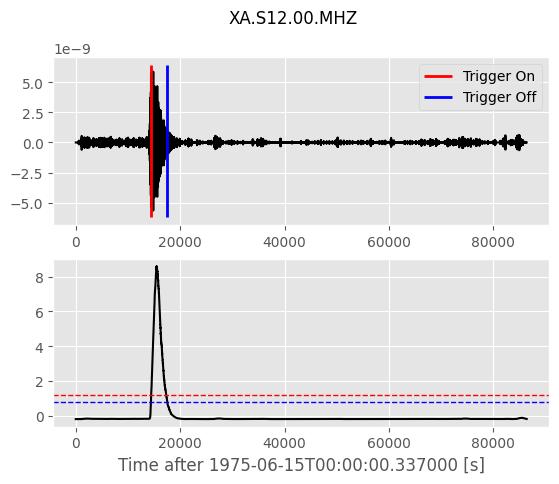 XA.S12.00.MHZ
1e−9
Trigger On
Trigger Off
5.0
2.5
0.0
−2.5
−5.0
0 20000 40000 60000 80000
8
6
4
2
0
0 20000 40000 60000 80000
Time after 1975-06-15T00:00:00.337000 [s]